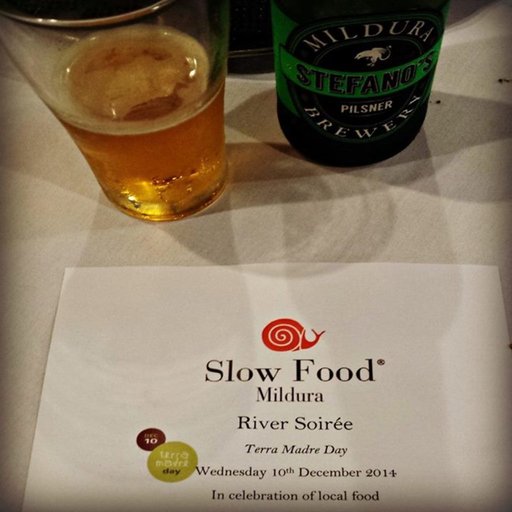 MILDURA
STEFANO'S
PILSNER
BREWERY
Slow Food®
Mildura
River Soirée
Terra Madre Day
DEC
10
terra
madre
day
Wednesday 10th December 2014
In celebration of local food